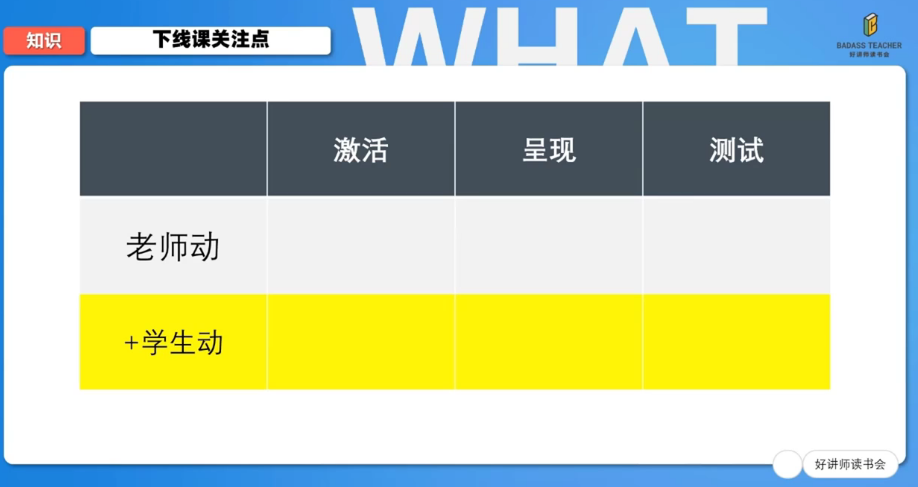 WHAT
知识
下线课关注点
BADASS TEACHER
好讲师读书会
激活 呈现 测试
老师动
+学生动
好讲师读书会